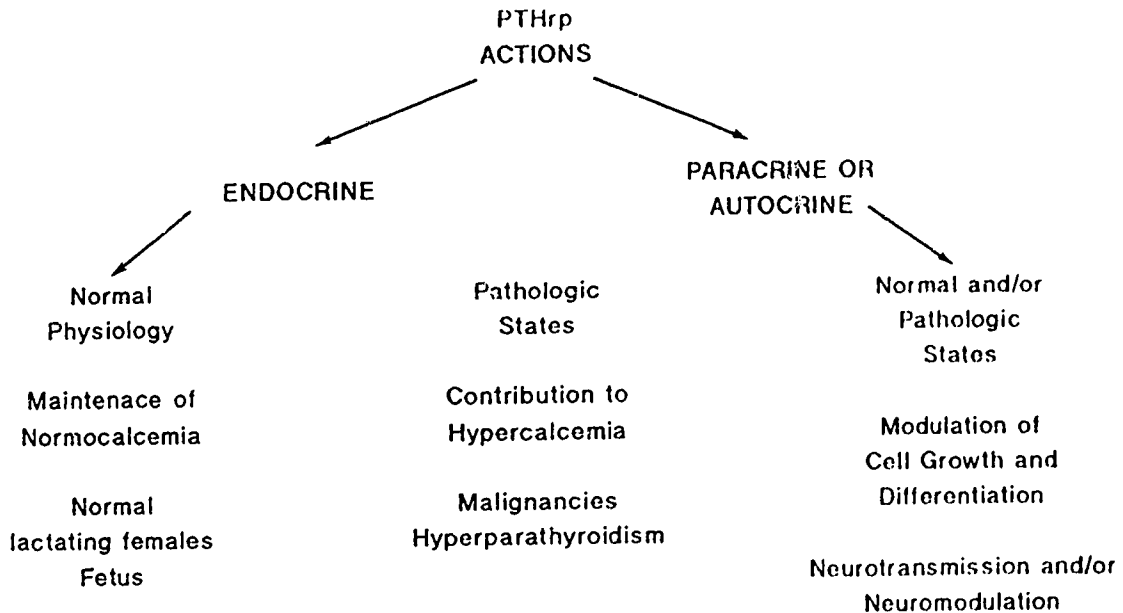 PTHrp
ACTIONS
ENDOCRINE
PARACRINE OR
AUTOCRINE
Normal
Physiology
Maintenace of
Normocalcemia
Normal
lactating females
Fetus
Pathologic
States
Contribution to
Hypercalcemia
Malignancies
Hyperparathyroidism
Normal and/or
Pathologic
States
Modulation of
Cell Growth and
Differentiation
Neurotransmission and/or
Neuromodulation